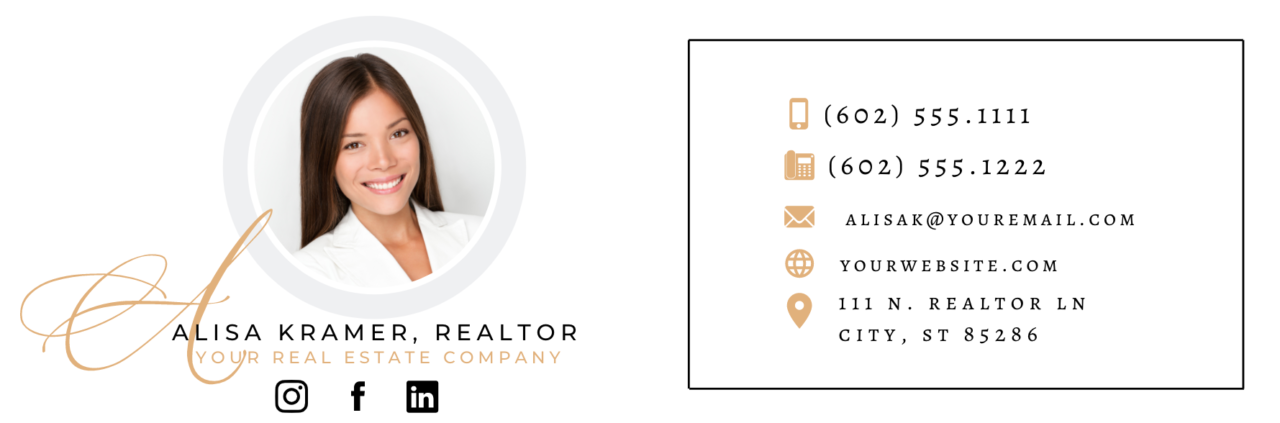 ALISA KRAMER, REALTOR
YOUR REAL ESTATE COMPANY
(602) 555.1111
(602) 555.1222
ALISAK@YOUREMAIL.COM
YOURWEBSITE.COM
111 N. REALTOR LN
CITY, ST 85286